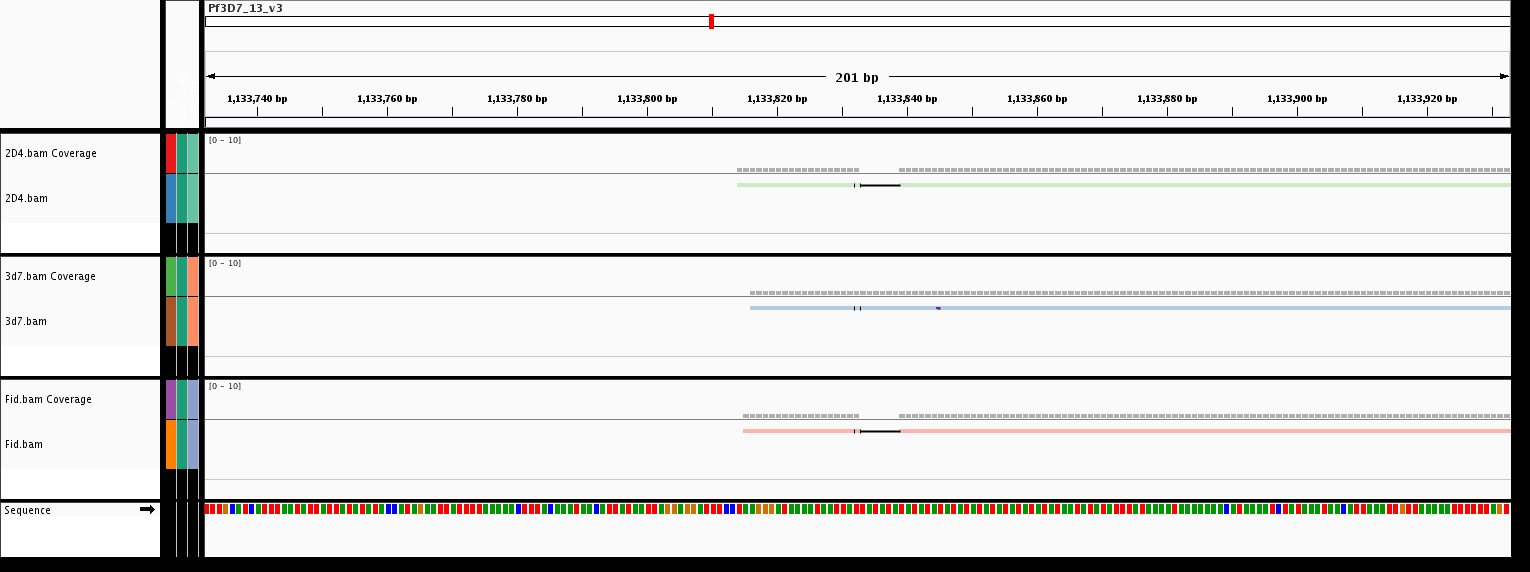 Pf3D7_13_v3
201 bp
1,133,740 bp 1,133,760 bp 1,133,780 bp 1,133,800 bp 1,133,820 bp 1,133,840 bp 1,133,860 bp 1,133,880 bp 1,133,900 bp 1,133,920 bp
[0 - 10]
2D4.bam Coverage
2D4.bam
[0 - 10]
3d7.bam Coverage
3d7.bam
[0 - 10]
Fid.bam Coverage
Fid.bam
Sequence